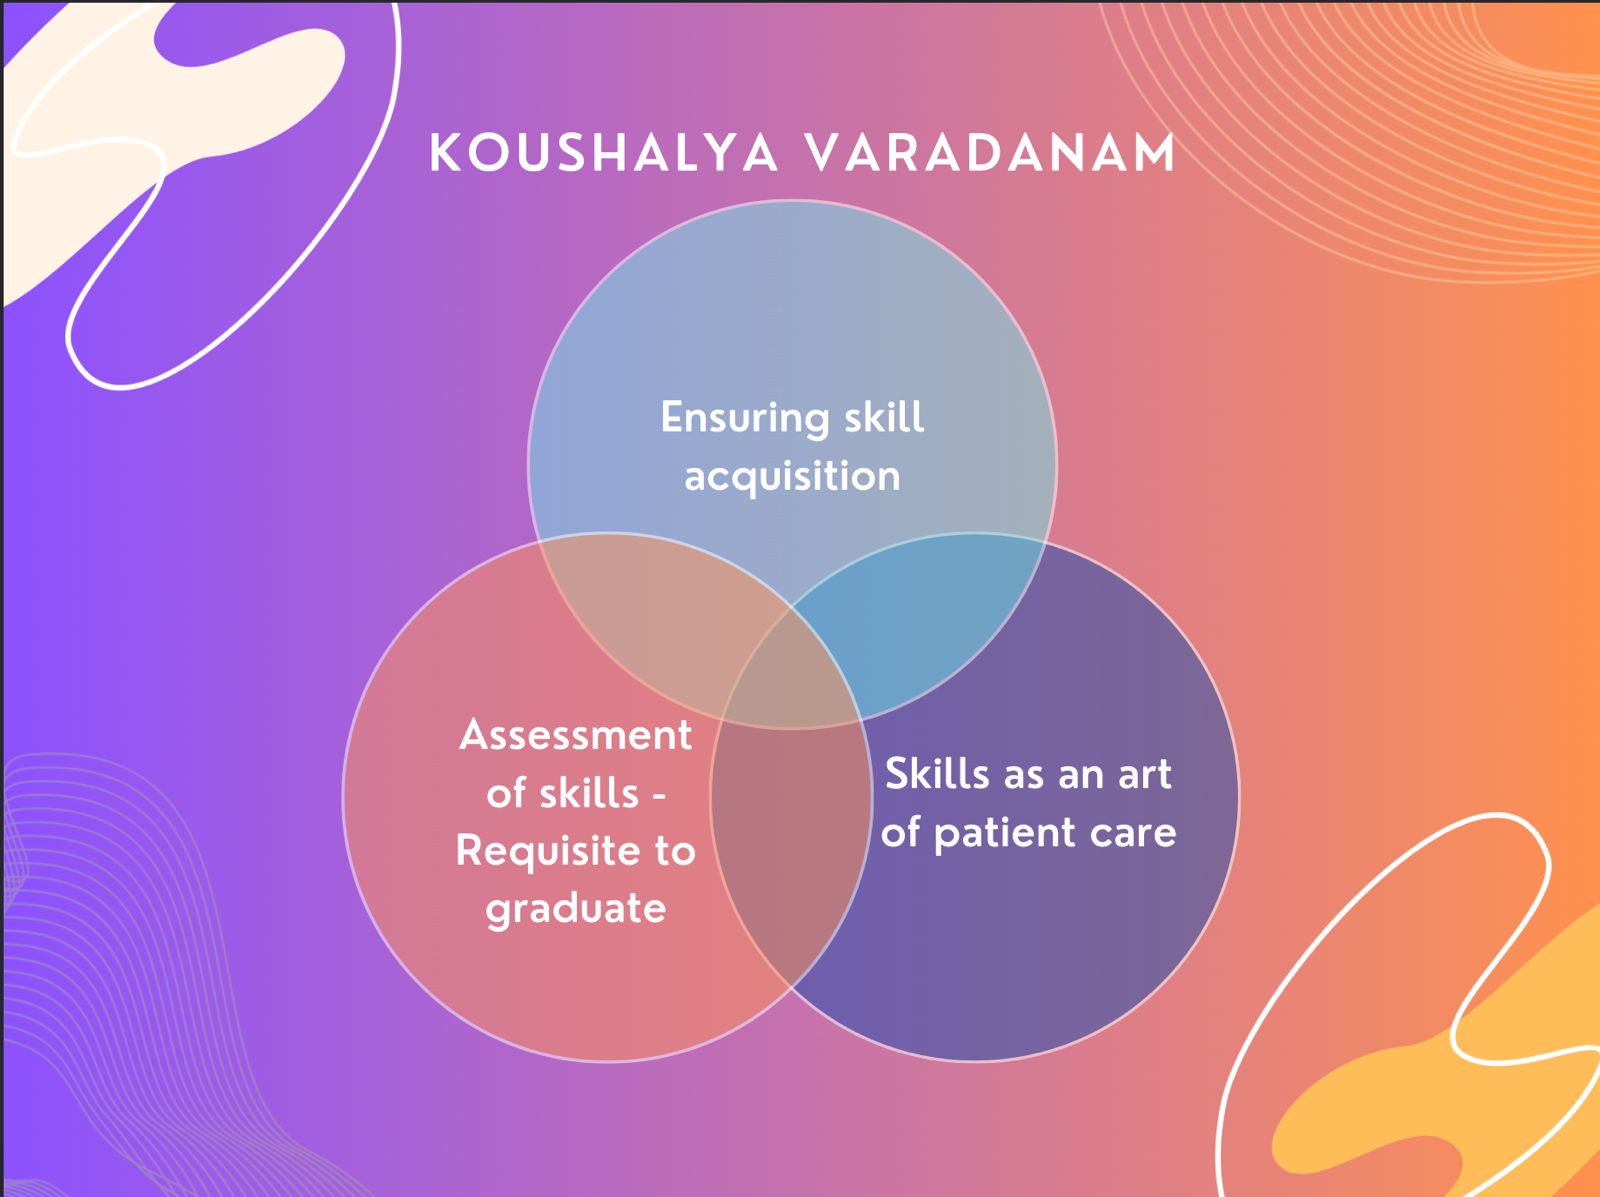 KOUSHALYA VARADANAM
Ensuring skill
acquisition
Assessment
of skills -
Requisite to
graduate
Skills as an art
of patient care